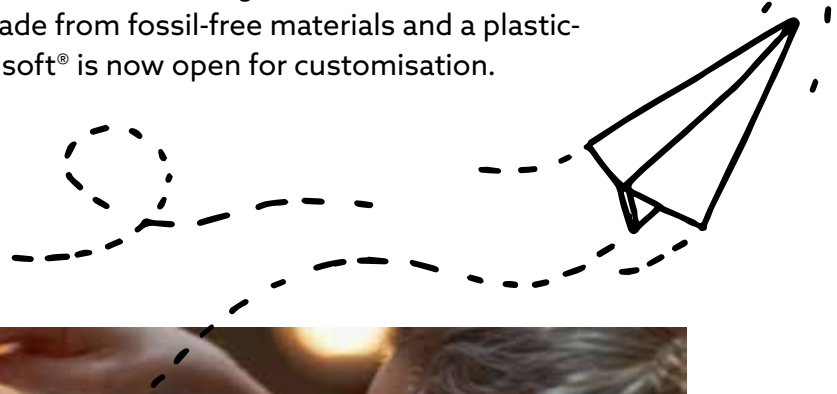 ade from fossil-free materials and a plastic-
soft® is now open for customisation.